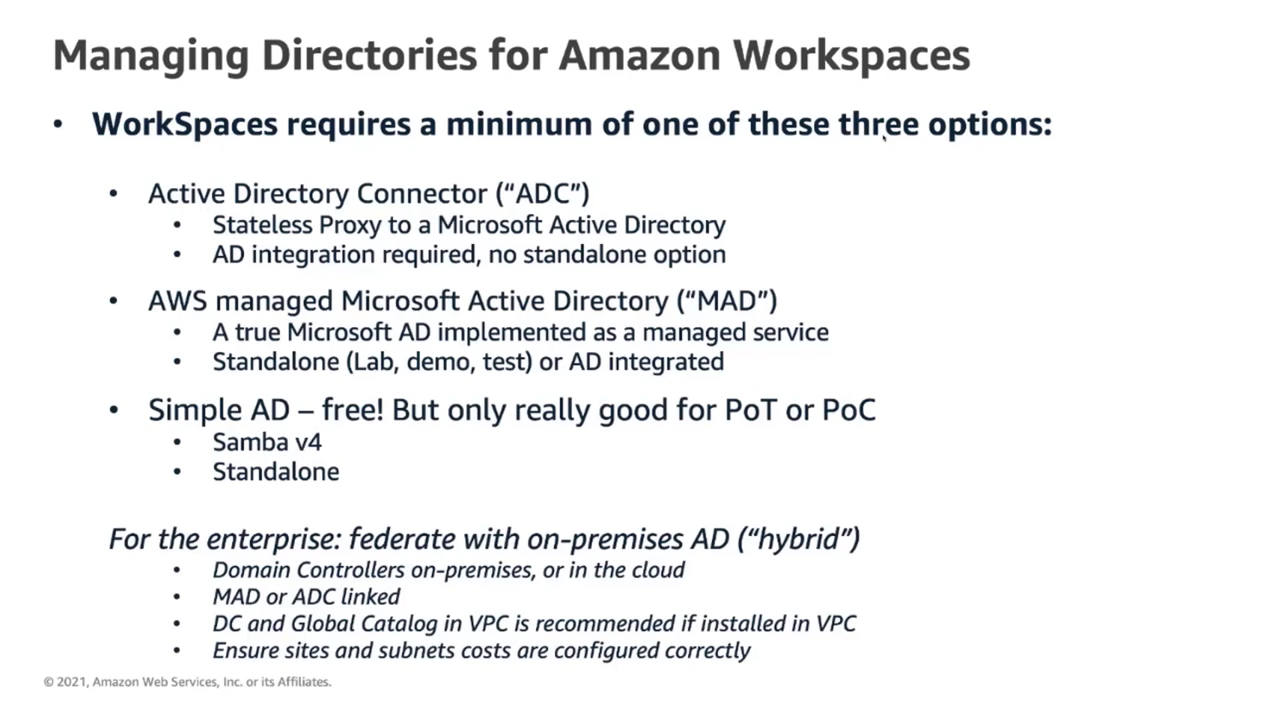 Managing Directories for Amazon Workspaces
• WorkSpaces requires a minimum of one of these three options:
• Active Directory Connector (“ADC”)
• Stateless Proxy to a Microsoft Active Directory
• AD integration required, no standalone option
• AWS managed Microsoft Active Directory (“MAD”)
• A true Microsoft AD implemented as a managed service
• Standalone (Lab, demo, test) or AD integrated
• Simple AD – free! But only really good for PoT or PoC
• Samba v4
• Standalone
For the enterprise: federate with on-premises AD (“hybrid”)
• Domain Controllers on-premises, or in the cloud
• MAD or ADC linked
• DC and Global Catalog in VPC is recommended if installed in VPC
• Ensure sites and subnets costs are configured correctly
© 2021, Amazon Web Services, Inc. or its Affiliates.